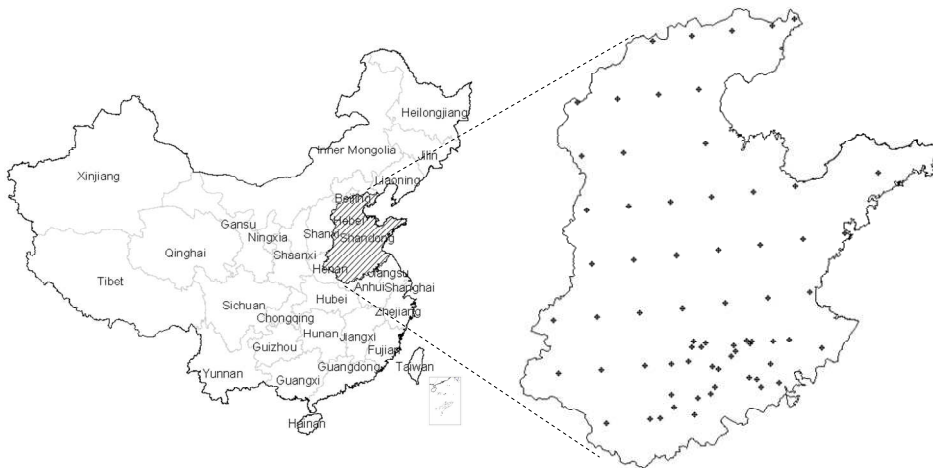 Heilongjiang
Inner Mongolia
Jilin
Xinjiang
Liaoning
Beijing
Gansu
Hebei
Ningxia
Shanxi
Shandong
Qinghai
Shaanxi
Henan
Jiangsu
Tibet
Anhui
Shanghai
Sichuan
Hubei
Chongqing
Zhejiang
Hunan
Jiangxi
Guizhou
Fujian
Yunnan
Guangdong
Taiwan
Guangxi
Hainan